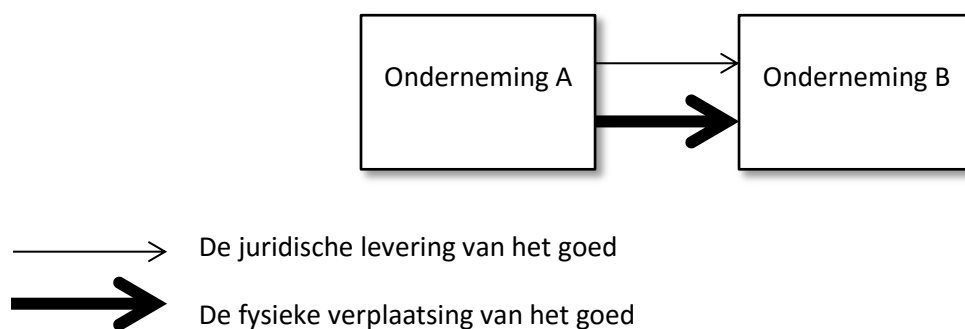 Onderneming A
Onderneming B
De juridische levering van het goed
De fysieke verplaatsing van het goed